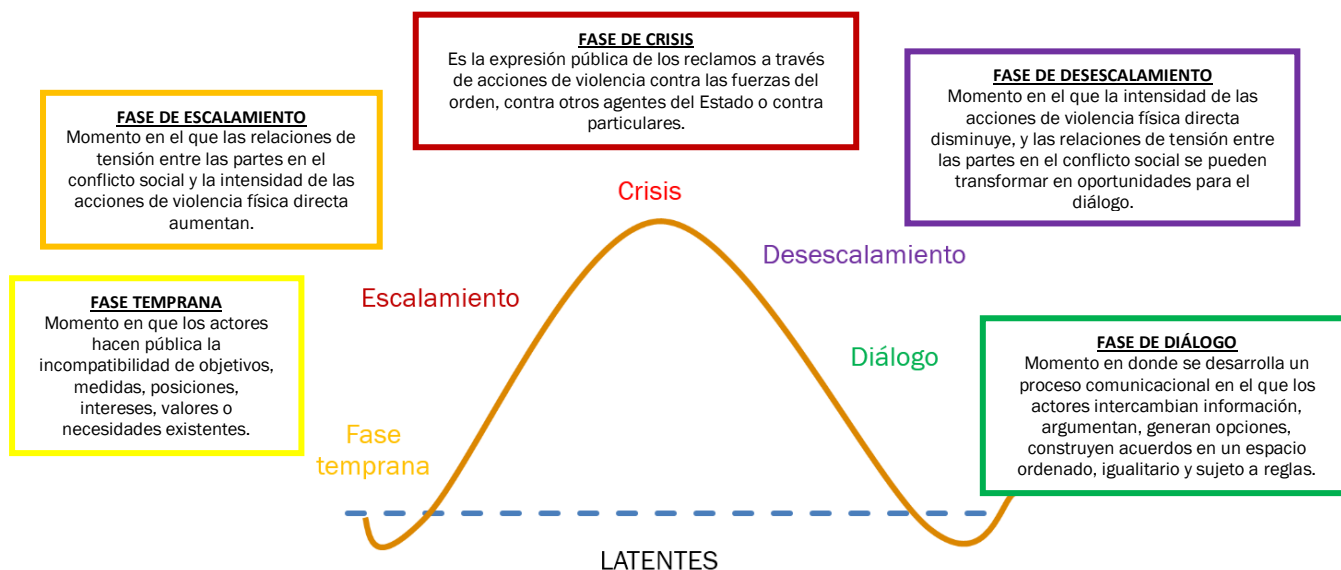 FASE DE CRISIS
Es la expresión pública de los reclamos a través
de acciones de violencia contra las fuerzas del
orden, contra otros agentes del Estado o contra
particulares.
FASE DE DESESCALAMIENTO
Momento en el que la intensidad de las
acciones de violencia física directa
disminuye, y las relaciones de tensión entre
las partes en el conflicto social se pueden
transformar en oportunidades para el
diálogo.
FASE DE ESCALAMIENTO
Momento en el que las relaciones de
tensión entre las partes en el
conflicto social y la intensidad de las
acciones de violencia física directa
aumentan.
Crisis
Desescalamiento
Escalamiento
FASE TEMPRANA
Momento en que los actores
hacen pública la
incompatibilidad de objetivos,
medidas, posiciones,
intereses, valores o
necesidades existentes.
Diálogo
FASE DE DIÁLOGO
Momento en donde se desarrolla un
proceso comunicacional en el que los
actores intercambian información,
argumentan, generan opciones,
construyen acuerdos en un espacio
ordenado, igualitario y sujeto a reglas.
Fase
temprana
LATENTES